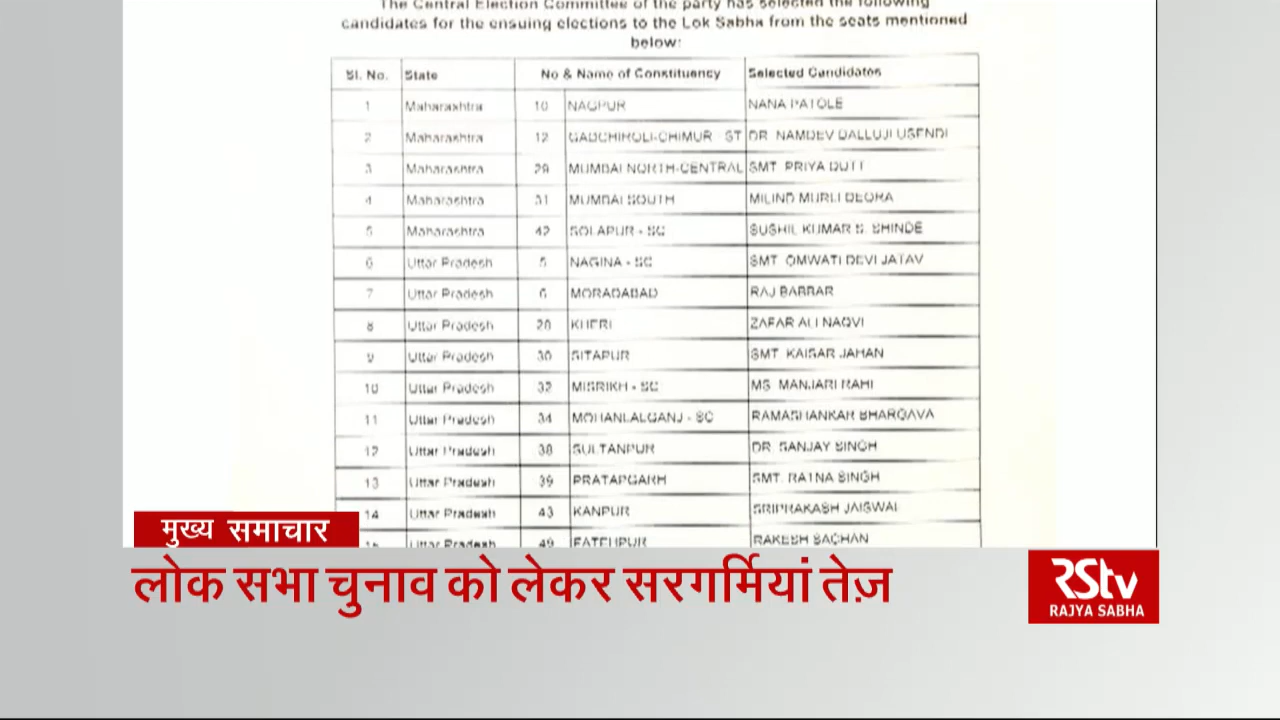 The Central Election Committee of the party has selected the following
candidates for the ensuing elections to the Lok Sabha from the seats mentioned
below:
Sl. No. State No & Name of Constituency Selected Candidates
1 Maharashtra 10 NAGPUR NANA PATOLE
2 Maharashtra 12 GADCHIROLI-CHIMUR - ST DR. NAMDEV DALLUJI USENDI
3 Maharashtra 29 MUMBAI NORTH-CENTRAL SMT. PRIYA DUTT
4 Maharashtra 31 MUMBAI SOUTH MILIND MURLI DEORA
5 Maharashtra 42 SOLAPUR - SC SUSHIL KUMAR S. SHINDE
6 Uttar Pradesh 5 NAGINA - SC SMT. OMWATI DEVI JATAV
7 Uttar Pradesh 6 MORADABAD RAJ BABBAR
8 Uttar Pradesh 28 KHERI ZAFAR ALI NAQVI
9 Uttar Pradesh 30 SITAPUR SMT. KAISAR JAHAN
10 Uttar Pradesh 32 MISRIKH - SC MS. MANJARI RAHI
11 Uttar Pradesh 34 MOHANLALGANJ - SC RAMASHANKAR BHARGAVA
12 Uttar Pradesh 38 SULTANPUR DR. SANJAY SINGH
13 Uttar Pradesh 39 PRATAPGARH SMT. RATNA SINGH
14 Uttar Pradesh 43 KANPUR SRIPRAKASH JAISWAL
15 Uttar Pradesh 49 FATEHPUR RAKESH SACHAN
मुख्य समाचार
लोक सभा चुनाव को लेकर सरगर्मियां तेज़
RStv
RAJYA SABHA